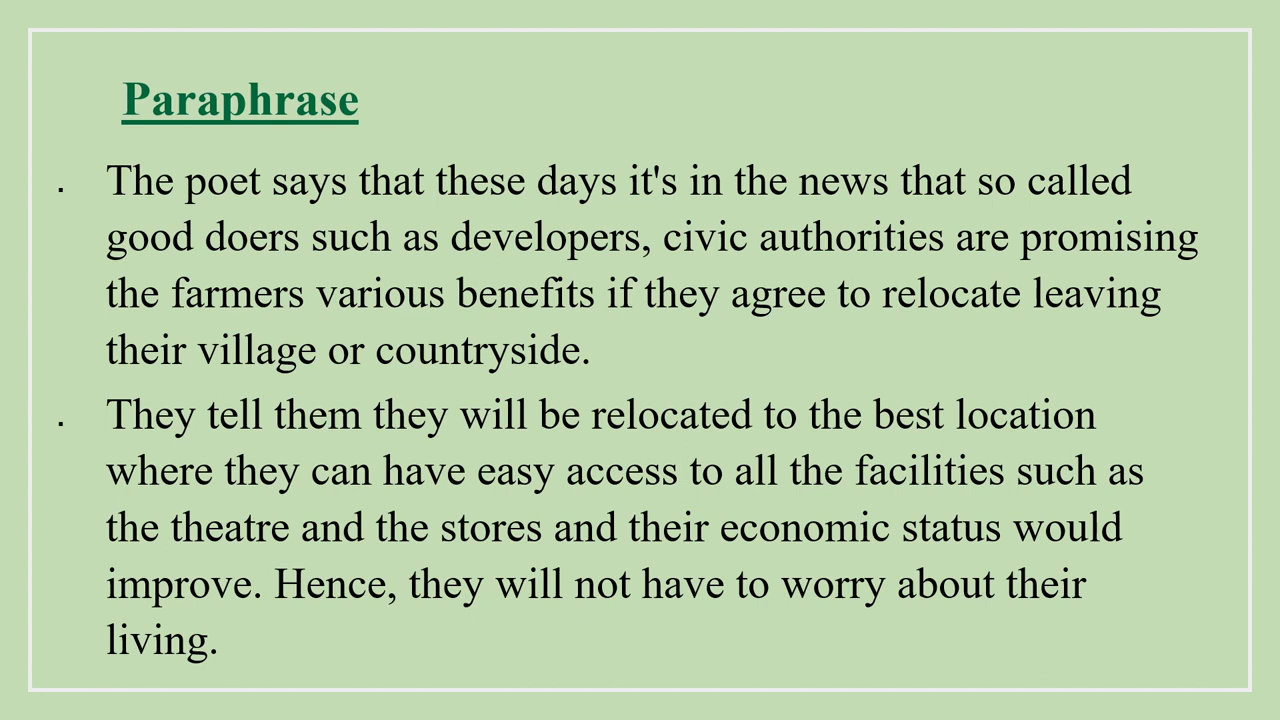 Paraphrase
. The poet says that these days it's in the news that so called
good doers such as developers, civic authorities are promising
the farmers various benefits if they agree to relocate leaving
their village or countryside.
. They tell them they will be relocated to the best location
where they can have easy access to all the facilities such as
the theatre and the stores and their economic status would
improve. Hence, they will not have to worry about their
living.